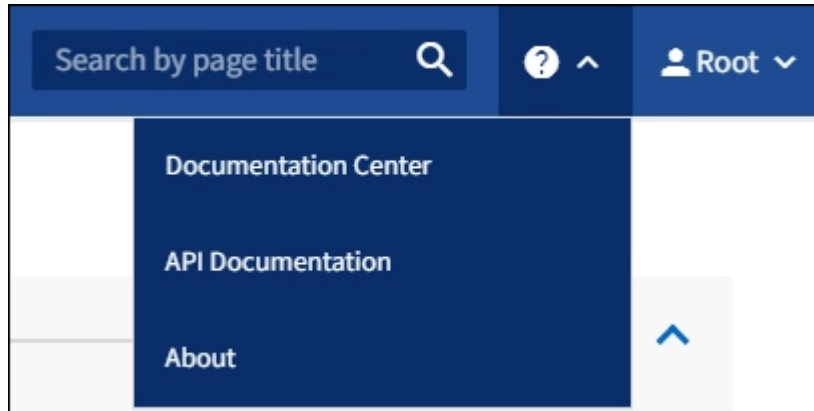 Search by page title
Root
Documentation Center
API Documentation
About